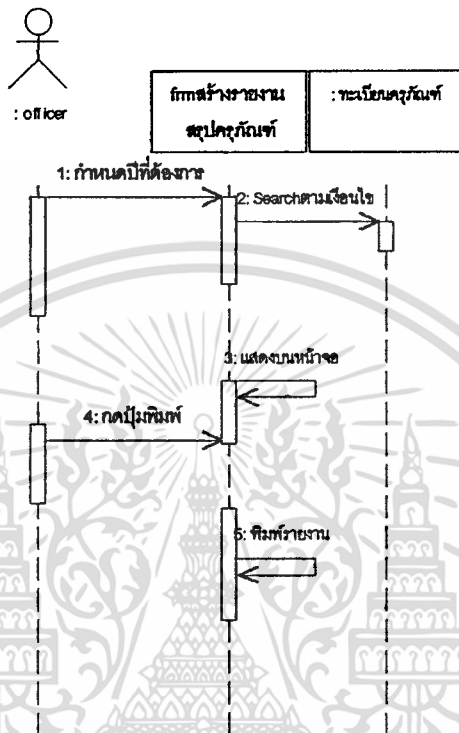 : officer
frmสร้างรายงาน
สรุปครุภัณฑ์
: ทะเบียนครุภัณฑ์
1: กำหนดปีที่ต้องการ
2: Searchตามเงื่อนไข
3: แสดงบนหน้าจอ
4: กดปุ่มพิมพ์
5: พิมพ์รายงาน